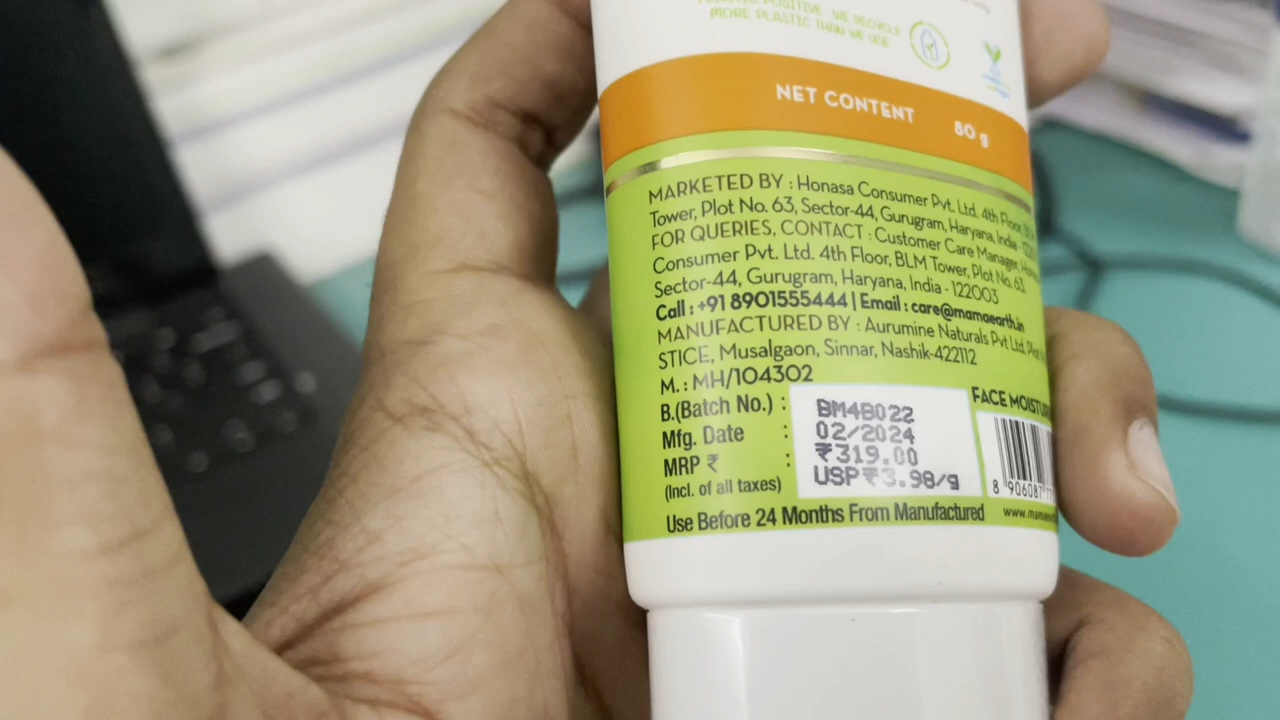 PLASTIC POSITIVE - WE RECYCLE
MORE PLASTIC THAN WE USE
NET CONTENT 80 g
MARKETED BY : Honasa Consumer Pvt. Ltd. 4th Floor,
Tower, Plot No. 63, Sector-44, Gurugram, Haryana, India -
FOR QUERIES, CONTACT : Customer Care Manager,
Consumer Pvt. Ltd. 4th Floor, BLM Tower, Plot No. 63,
Sector-44, Gurugram, Haryana, India - 122003
Call : +91 8901555444 | Email : care@mamaearth.in
MANUFACTURED BY : Aurumine Naturals Pvt Ltd,
STICE, Musalgaon, Sinnar, Nashik-422112
M. : MH/104302
B.(Batch No.) : BM4B022
Mfg. Date : 02/2024
MRP ₹ : ₹319.00
(Incl. of all taxes) USP₹3.98/g
Use Before 24 Months From Manufactured
FACE
8 906087